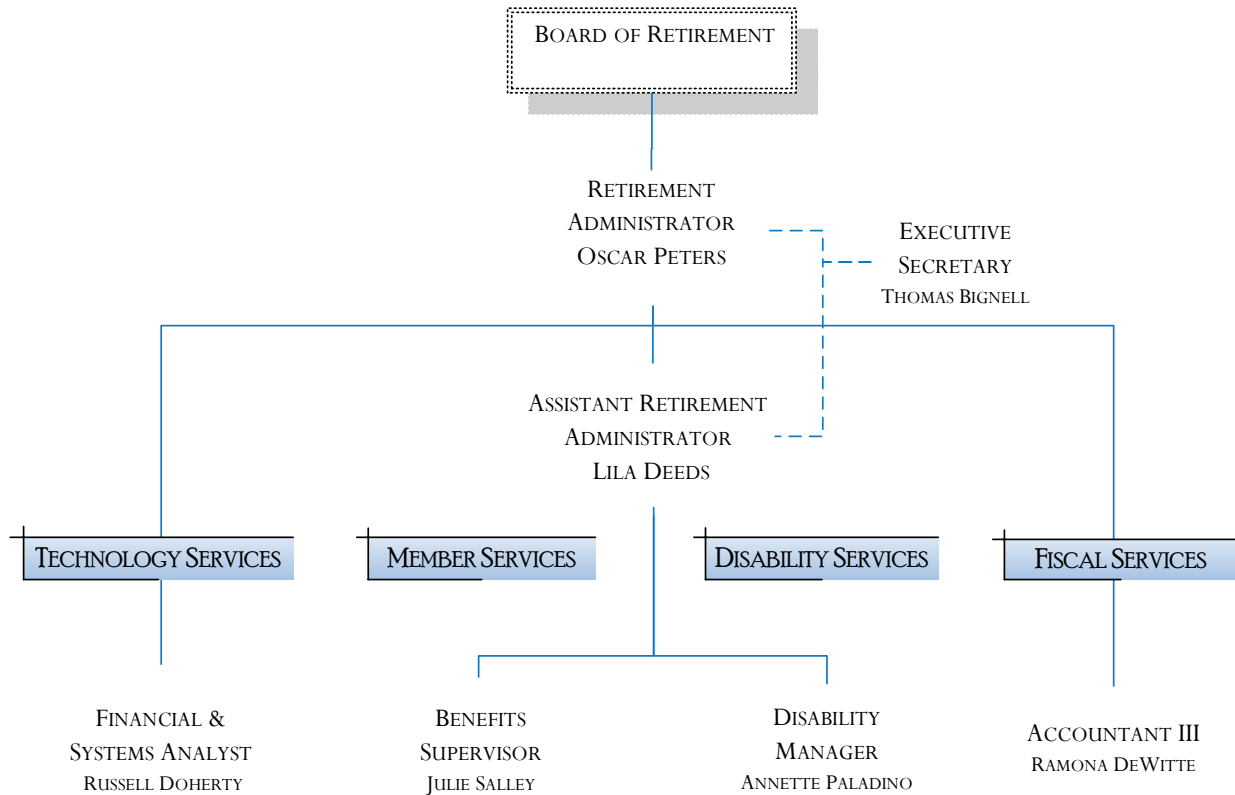 Board of Retirement
Retirement
Administrator
Oscar Peters
Executive
Secretary
Thomas Bignell
Assistant Retirement
Administrator
Lila Deeds
Technology Services
Member Services
Disability Services
Fiscal Services
Financial &
Systems Analyst
Russell Doherty
Benefits
Supervisor
Julie Salley
Disability
Manager
Annette Paladino
Accountant III
Ramona DeWitte